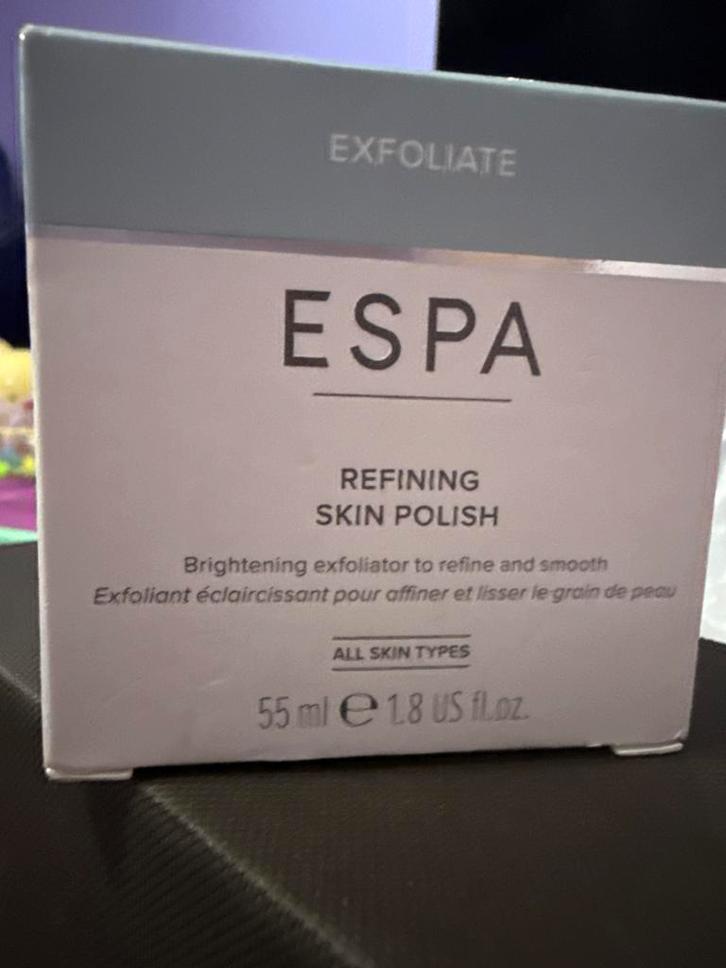 EXFOLIATE
ESPA
REFINING
SKIN POLISH
Brightening exfoliator to refine and smooth
Exfoliant éclaircissant pour affiner et lisser le grain de peau
ALL SKIN TYPES
55 ml ℮ 1.8 US fl.oz.